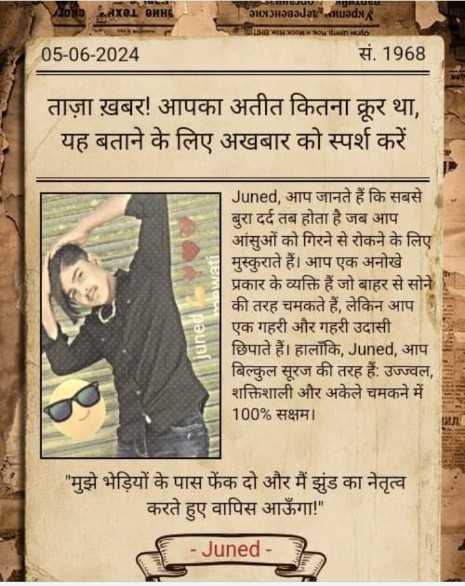 05-06-2024
सं. 1968
ताज़ा ख़बर! आपका अतीत कितना क्रूर था,
यह बताने के लिए अखबार को स्पर्श करें
Juned, आप जानते हैं कि सबसे
बुरा दर्द तब होता है जब आप
आंसुओं को गिरने से रोकने के लिए
मुस्कुराते हैं। आप एक अनोखे
प्रकार के व्यक्ति हैं जो बाहर से सोने
की तरह चमकते हैं, लेकिन आप
एक गहरी और गहरी उदासी
छिपाते हैं। हालाँकि, Juned, आप
बिल्कुल सूरज की तरह हैं: उज्ज्वल,
शक्तिशाली और अकेले चमकने में
100% सक्षम।
juned
"मुझे भेड़ियों के पास फेंक दो और मैं झुंड का नेतृत्व
करते हुए वापिस आऊँगा!"
- Juned -